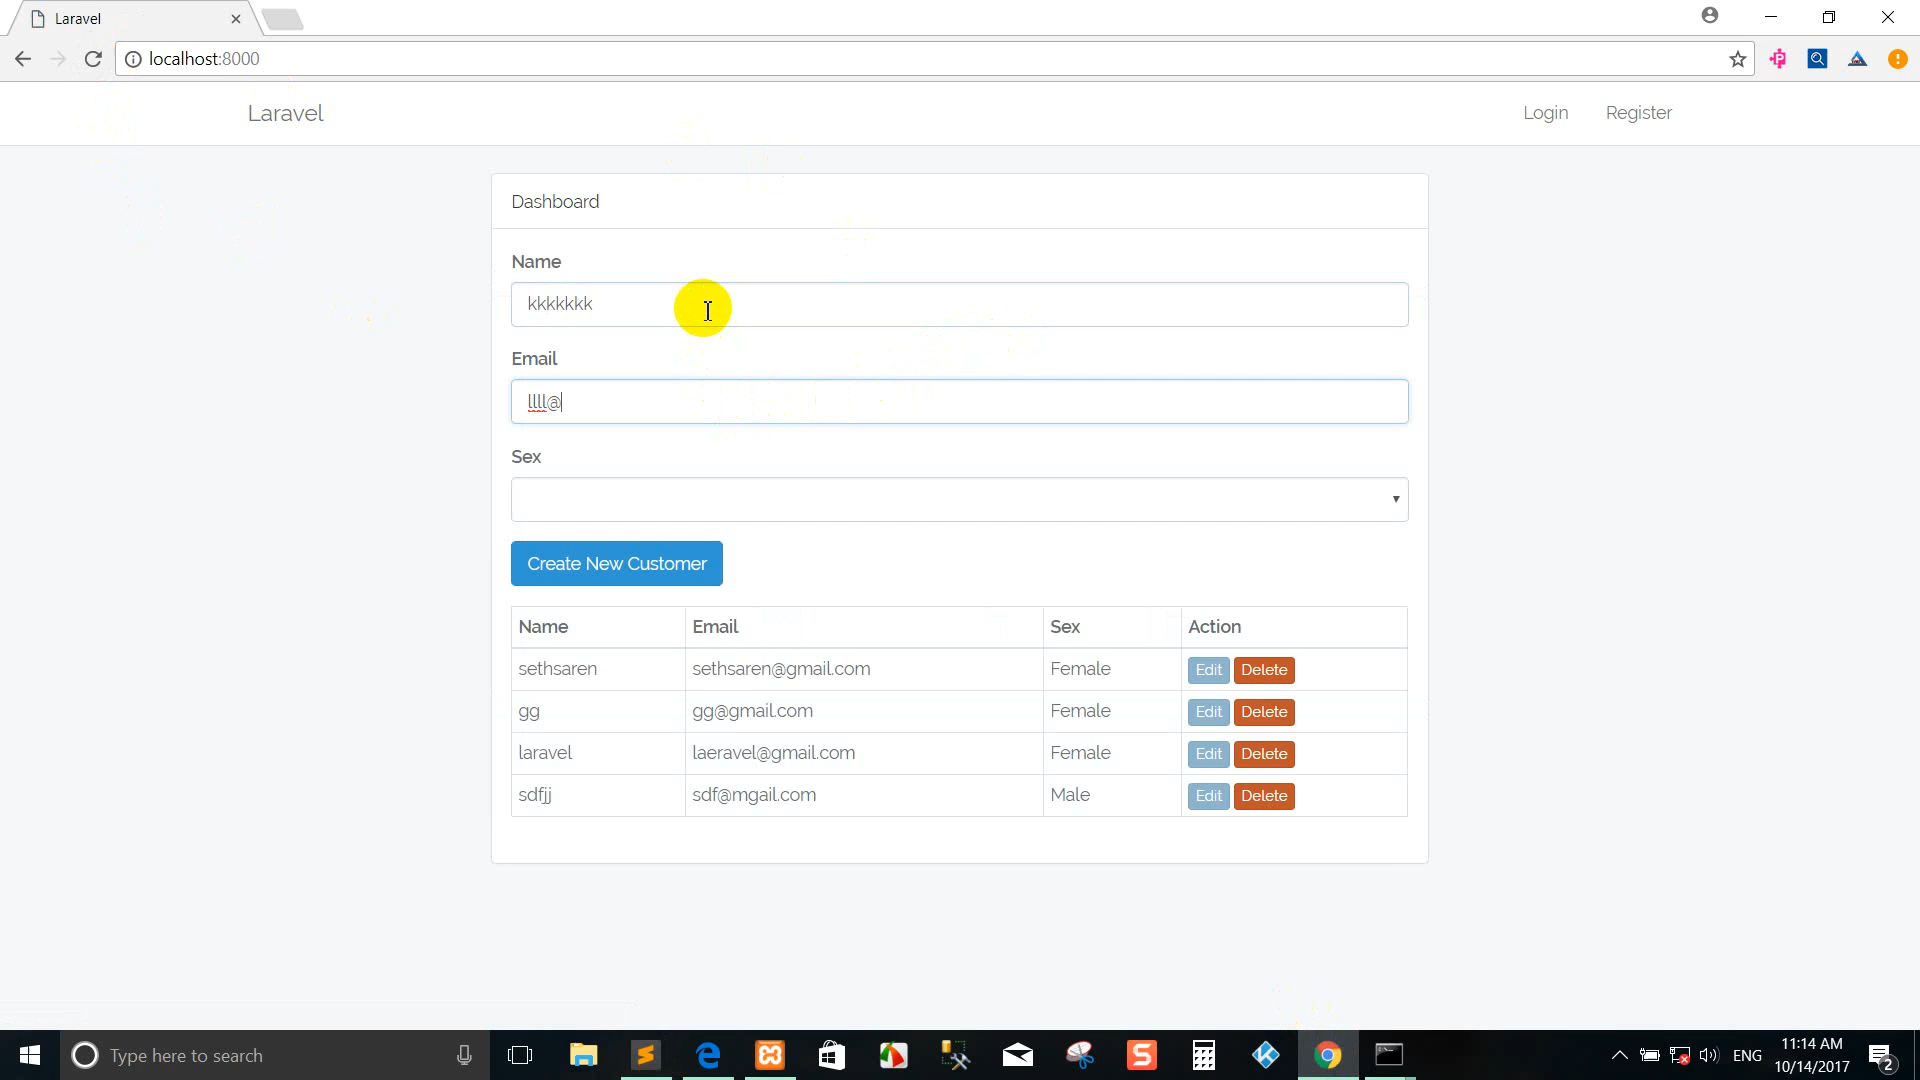 Laravel
localhost:8000
Laravel
Login Register
Dashboard
Name
kkkkkkk
Email
llll@
Sex
Create New Customer
Name Email Sex Action
sethsaren sethsaren@gmail.com Female Edit Delete
gg gg@gmail.com Female Edit Delete
laravel laeravel@gmail.com Female Edit Delete
sdfjj sdf@mgail.com Male Edit Delete
Type here to search
ENG
11:14 AM
10/14/2017
2